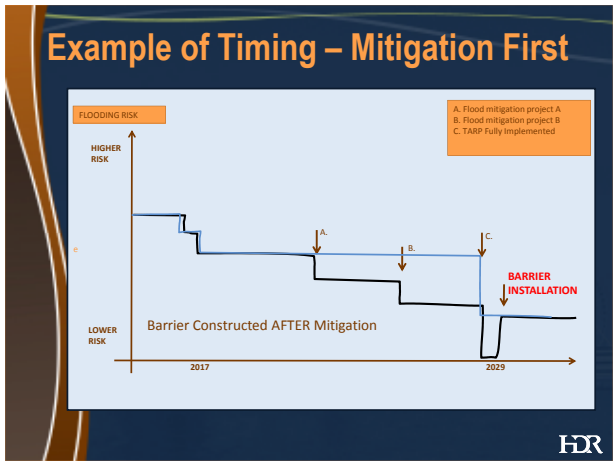 Example of Timing – Mitigation First
FLOODING RISK
A. Flood mitigation project A
B. Flood mitigation project B
C. TARP Fully Implemented
HIGHER
RISK
A.
C.
B.
e
BARRIER
INSTALLATION
Barrier Constructed AFTER Mitigation
LOWER
RISK
2017
2029
HDR